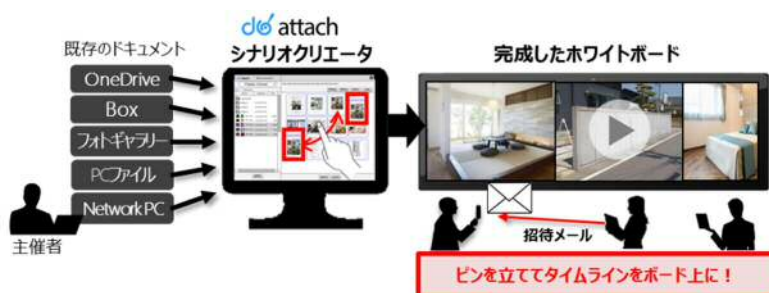 do attach
シナリオクリエータ
既存のドキュメント
OneDrive
Box
フォトギャラリー
PCファイル
Network PC
主催者
完成したホワイトボード
招待メール
ピンを立ててタイムラインをボード上に！